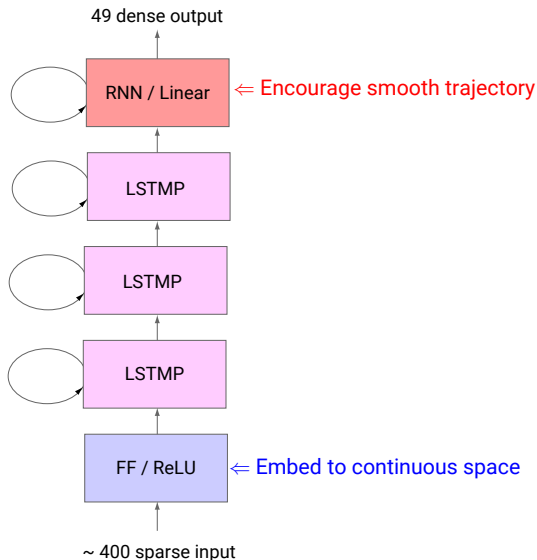 49 dense output
RNN / Linear
⇐ Encourage smooth trajectory
LSTMP
LSTMP
LSTMP
FF / ReLU
⇐ Embed to continuous space
~ 400 sparse input